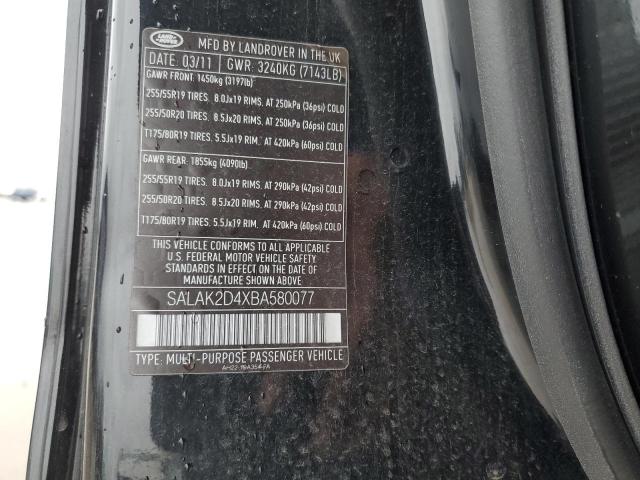 LAND ROVER
MFD BY LANDROVER IN THE UK
DATE: 03/11 GWR: 3240KG (7143LB)
GAWR FRONT: 1450kg (3197lb)
255/55R19 TIRES. 8.0Jx19 RIMS. AT 250kPa (36psi) COLD
255/50R20 TIRES. 8.5Jx20 RIMS. AT 250kPa (36psi) COLD
T175/80R19 TIRES. 5.5Jx19 RIM. AT 420kPa (60psi) COLD
GAWR REAR: 1855kg (4090lb)
255/55R19 TIRES. 8.0Jx19 RIMS. AT 290kPa (42psi) COLD
255/50R20 TIRES. 8.5Jx20 RIMS. AT 290kPa (42psi) COLD
T175/80R19 TIRES. 5.5Jx19 RIM. AT 420kPa (60psi) COLD
THIS VEHICLE CONFORMS TO ALL APPLICABLE
U.S. FEDERAL MOTOR VEHICLE SAFETY
STANDARDS IN EFFECT ON THE DATE OF
MANUFACTURE SHOWN ABOVE.
SALAK2D4XBA580077
TYPE: MULTI-PURPOSE PASSENGER VEHICLE